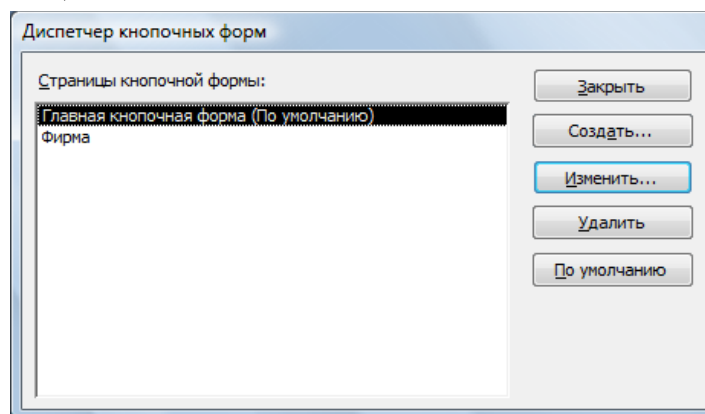 Диспетчер кнопочных форм
Страницы кнопочной формы:
Главная кнопочная форма (По умолчанию)
Фирма
Закрыть
Создать...
Изменить...
Удалить
По умолчанию